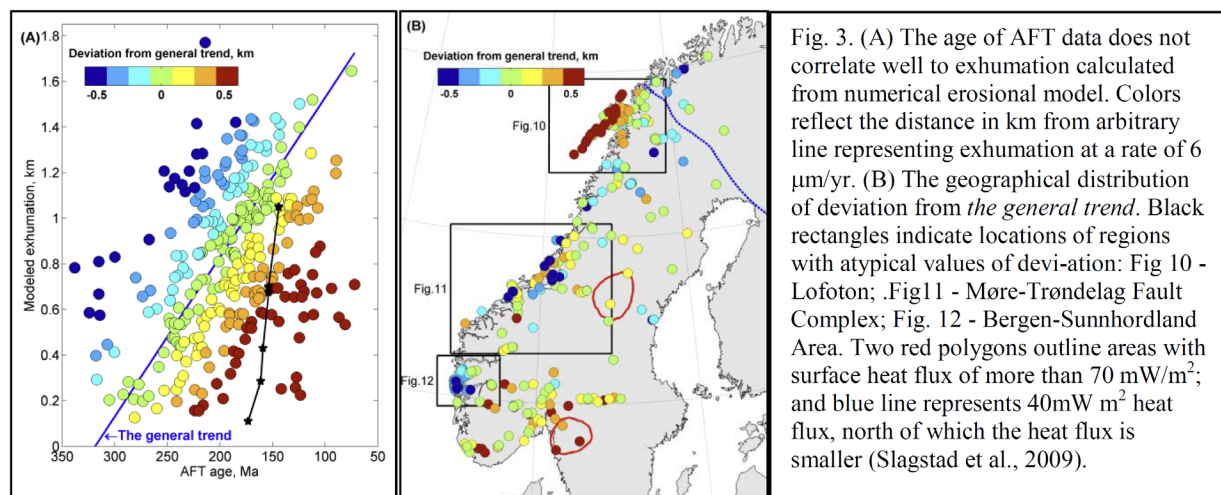 (A)
Deviation from general trend, km
-0.5 0 0.5
1.8
1.6
1.4
1.2
1
0.8
0.6
0.4
0.2
0
Modeled exhumation, km
←The general trend
350 300 250 200 150 100 50
AFT age, Ma
(B)
Deviation from general trend, km
-0.5 0 0.5
Fig.10
Fig.11
Fig.12
Fig. 3. (A) The age of AFT data does not
correlate well to exhumation calculated
from numerical erosional model. Colors
reflect the distance in km from arbitrary
line representing exhumation at a rate of 6
μm/yr. (B) The geographical distribution
of deviation from the general trend. Black
rectangles indicate locations of regions
with atypical values of devi-ation: Fig 10 -
Lofoton; .Fig11 - Møre-Trøndelag Fault
Complex; Fig. 12 - Bergen-Sunnhordland
Area. Two red polygons outline areas with
surface heat flux of more than 70 mW/m²;
and blue line represents 40mW m² heat
flux, north of which the heat flux is
smaller (Slagstad et al., 2009).